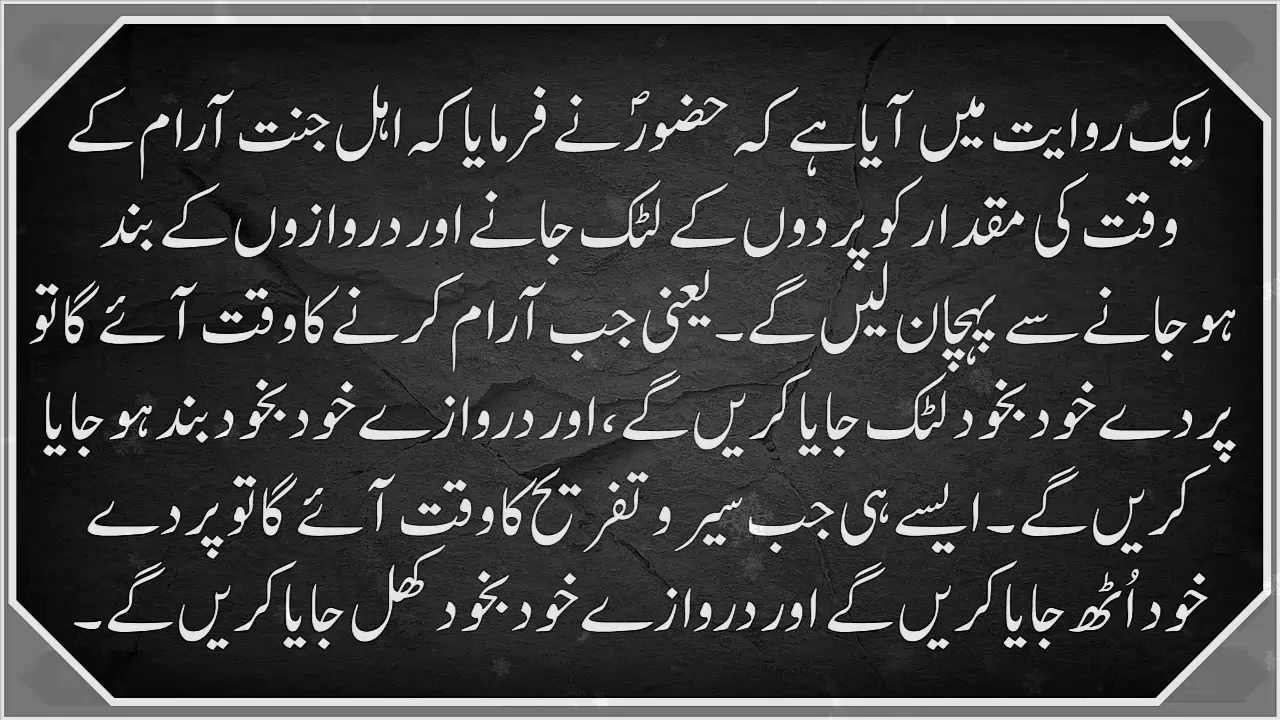 ایک روایت میں آیا ہے کہ حضورؐ نے فرمایا کہ اہل جنت آرام کے
وقت کی مقدار کو پردوں کے لٹک جانے اور دروازوں کے بند
ہو جانے سے پہچان لیں گے۔ یعنی جب آرام کرنے کا وقت آئے گا تو
پردے خود بخود لٹک جایا کریں گے، اور دروازے خود بخود بند ہو جایا
کریں گے۔ ایسے ہی جب سیر و تفریح کا وقت آئے گا تو پردے
خود اُٹھ جایا کریں گے اور دروازے خود بخود کھل جایا کریں گے۔